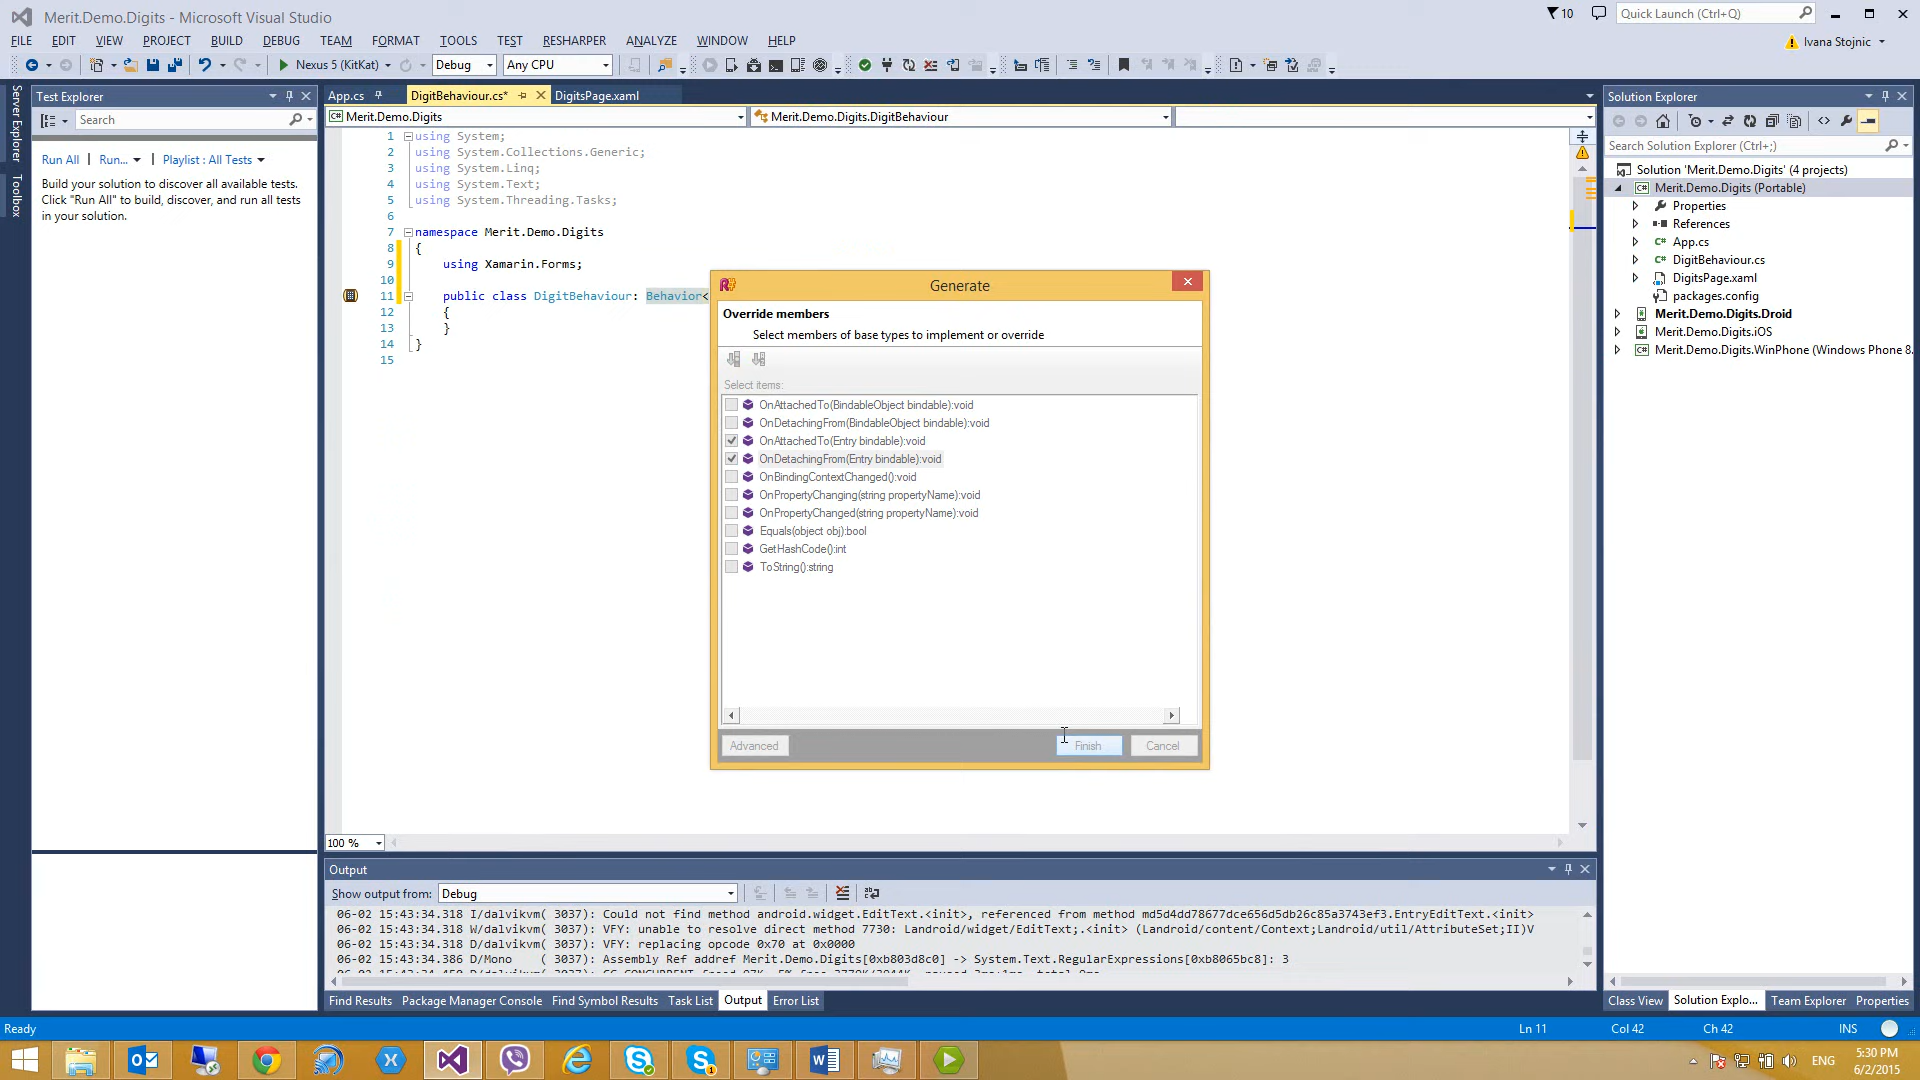 Merit.Demo.Digits - Microsoft Visual Studio
10
Quick Launch (Ctrl+Q)
FILE EDIT VIEW PROJECT BUILD DEBUG TEAM FORMAT TOOLS TEST RESHARPER ANALYZE WINDOW HELP
Ivana Stojnic
Nexus 5 (KitKat) Debug Any CPU
Server Explorer
Toolbox
Test Explorer
Search
Run All | Run... | Playlist : All Tests
Build your solution to discover all available tests.
Click "Run All" to build, discover, and run all tests
in your solution.
App.cs DigitBehaviour.cs* DigitsPage.xaml
Merit.Demo.Digits Merit.Demo.Digits.DigitBehaviour
1 using System;
2 using System.Collections.Generic;
3 using System.Linq;
4 using System.Text;
5 using System.Threading.Tasks;
6
7 namespace Merit.Demo.Digits
8 {
9 using Xamarin.Forms;
10
11 public class DigitBehaviour: Behavior<
12 {
13 }
14 }
15
Generate
Override members
Select members of base types to implement or override
Select items:
OnAttachedTo(BindableObject bindable):void
OnDetachingFrom(BindableObject bindable):void
OnAttachedTo(Entry bindable):void
OnDetachingFrom(Entry bindable):void
OnBindingContextChanged():void
OnPropertyChanging(string propertyName):void
OnPropertyChanged(string propertyName):void
Equals(object obj):bool
GetHashCode():int
ToString():string
Advanced Finish Cancel
100 %
Solution Explorer
Search Solution Explorer (Ctrl+;)
Solution 'Merit.Demo.Digits' (4 projects)
Merit.Demo.Digits (Portable)
Properties
References
App.cs
DigitBehaviour.cs
DigitsPage.xaml
packages.config
Merit.Demo.Digits.Droid
Merit.Demo.Digits.iOS
Merit.Demo.Digits.WinPhone (Windows Phone 8.
Output
Show output from: Debug
06-02 15:43:34.318 I/dalvikvm( 3037): Could not find method android.widget.EditText.<init>, referenced from method md5d4dd78677dce656d5db26c85a3743ef3.EntryEditText.<init>
06-02 15:43:34.318 W/dalvikvm( 3037): VFY: unable to resolve direct method 7730: Landroid/widget/EditText;.<init> (Landroid/content/Context;Landroid/util/AttributeSet;II)V
06-02 15:43:34.318 D/dalvikvm( 3037): VFY: replacing opcode 0x70 at 0x0000
06-02 15:43:34.386 D/Mono ( 3037): Assembly Ref addref Merit.Demo.Digits[0xb803d8c0] -> System.Text.RegularExpressions[0xb8065bc8]: 3
Find Results Package Manager Console Find Symbol Results Task List Output Error List
Class View Solution Explo... Team Explorer Properties
Ready Ln 11 Col 42 Ch 42 INS
ENG
5:30 PM
6/2/2015